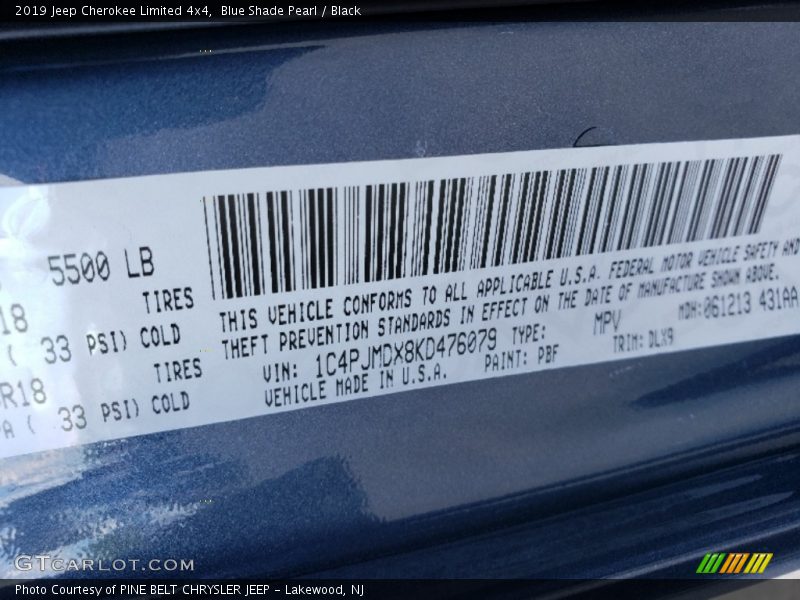 2019 Jeep Cherokee Limited 4x4, Blue Shade Pearl / Black
5500 LB
R18 TIRES
( 33 PSI) COLD
R18 TIRES
PA ( 33 PSI) COLD
THIS VEHICLE CONFORMS TO ALL APPLICABLE U.S.A. FEDERAL MOTOR VEHICLE SAFETY AND
THEFT PREVENTION STANDARDS IN EFFECT ON THE DATE OF MANUFACTURE SHOWN ABOVE.
VIN: 1C4PJMDX8KD476079 TYPE: MPV MDH:061213 431AA
VEHICLE MADE IN U.S.A. PAINT: PBF TRIM: DLX9
GTCARLOT.COM
Photo Courtesy of PINE BELT CHRYSLER JEEP - Lakewood, NJ